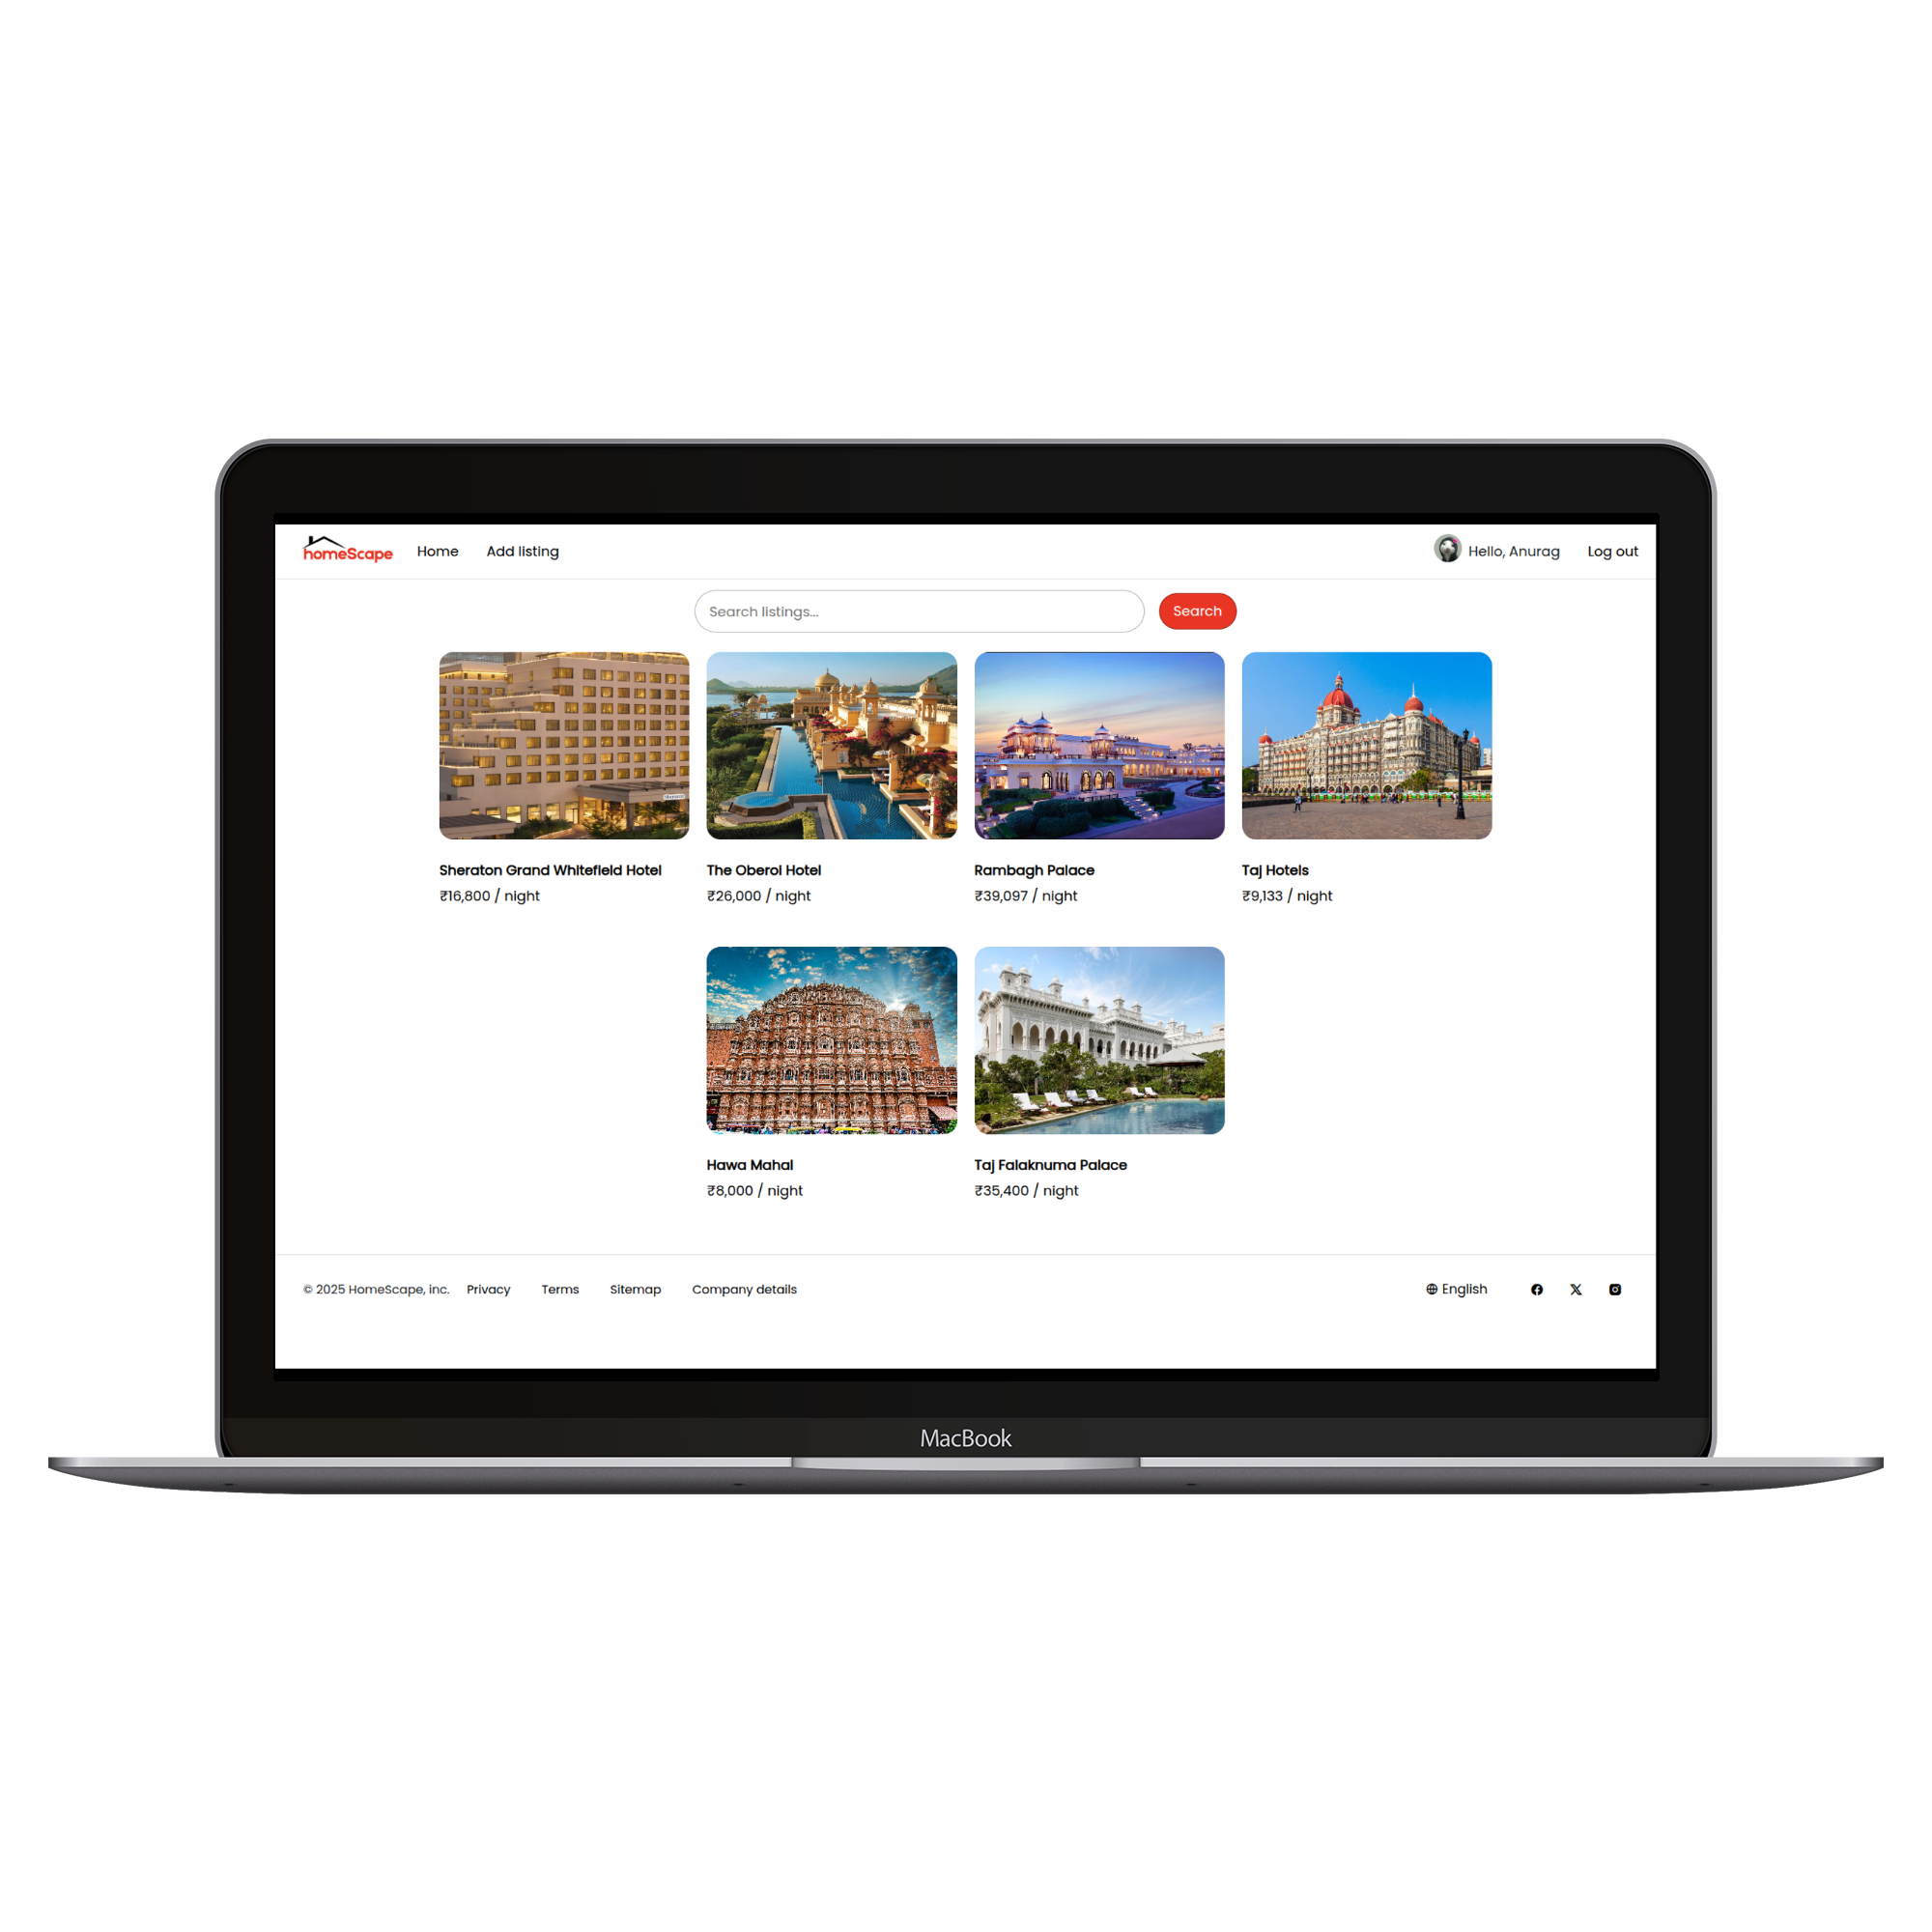 homeScape Home Add listing Hello, Anurag Log out
Search listings... Search
Sheraton Grand Whitefield Hotel
₹16,800 / night
The Oberoi Hotel
₹26,000 / night
Rambagh Palace
₹39,097 / night
Taj Hotels
₹9,133 / night
Hawa Mahal
₹8,000 / night
Taj Falaknuma Palace
₹35,400 / night
© 2025 HomeScape, inc. Privacy Terms Sitemap Company details English
MacBook